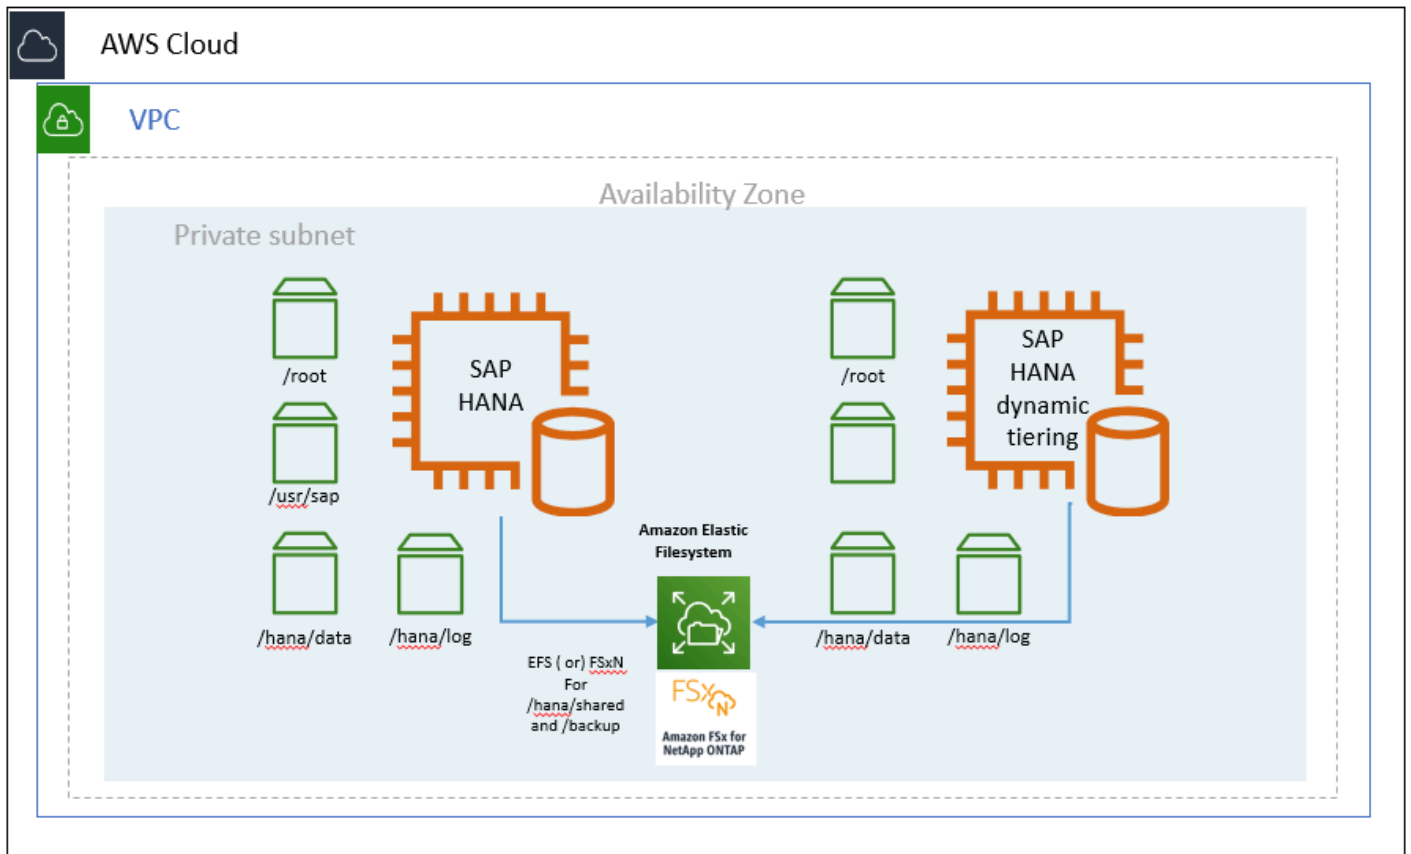 AWS Cloud
VPC
Availability Zone
Private subnet
/root
SAP
HANA
/usr/sap
/hana/data
/hana/log
/root
SAP
HANA
dynamic
tiering
/hana/data
/hana/log
Amazon Elastic
Filesystem
EFS ( or) FSxN
For
/hana/shared
and /backup
FSx
N
Amazon FSx for
NetApp ONTAP